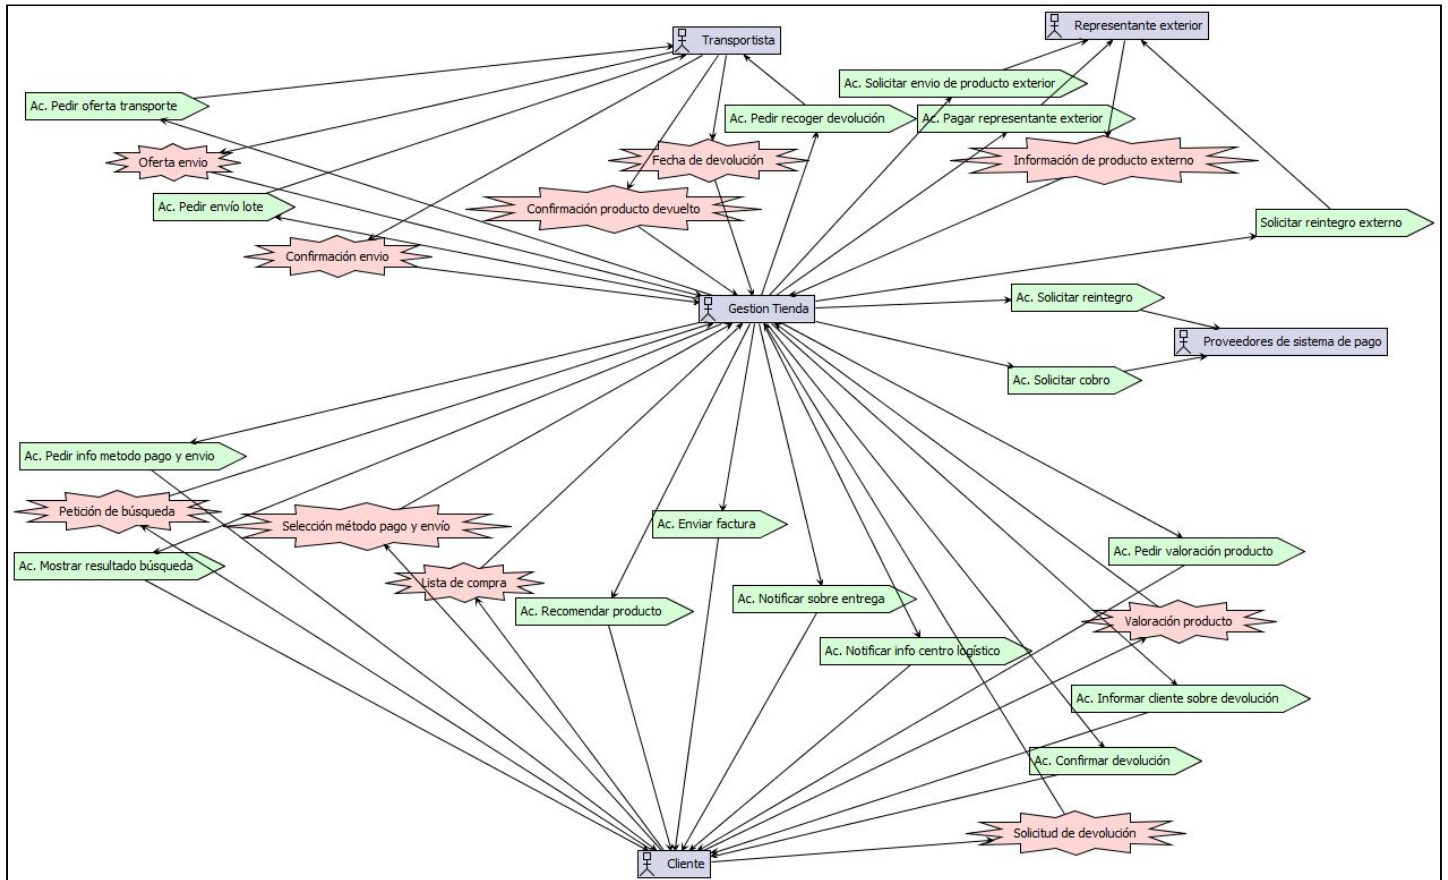 Representante exterior
Transportista
Ac. Solicitar envio de producto exterior
Ac. Pedir oferta transporte
Ac. Pedir recoger devolución
Ac. Pagar representante exterior
Oferta envio
Fecha de devolución
Información de producto externo
Ac. Pedir envío lote
Confirmación producto devuelto
Solicitar reintegro externo
Confirmación envio
Ac. Solicitar reintegro
Gestion Tienda
Proveedores de sistema de pago
Ac. Solicitar cobro
Ac. Pedir info metodo pago y envio
Petición de búsqueda
Selección método pago y envío
Ac. Enviar factura
Ac. Pedir valoración producto
Ac. Mostrar resultado búsqueda
Lista de compra
Ac. Notificar sobre entrega
Ac. Recomendar producto
Valoración producto
Ac. Notificar info centro logístico
Ac. Informar cliente sobre devolución
Ac. Confirmar devolución
Solicitud de devolución
Cliente